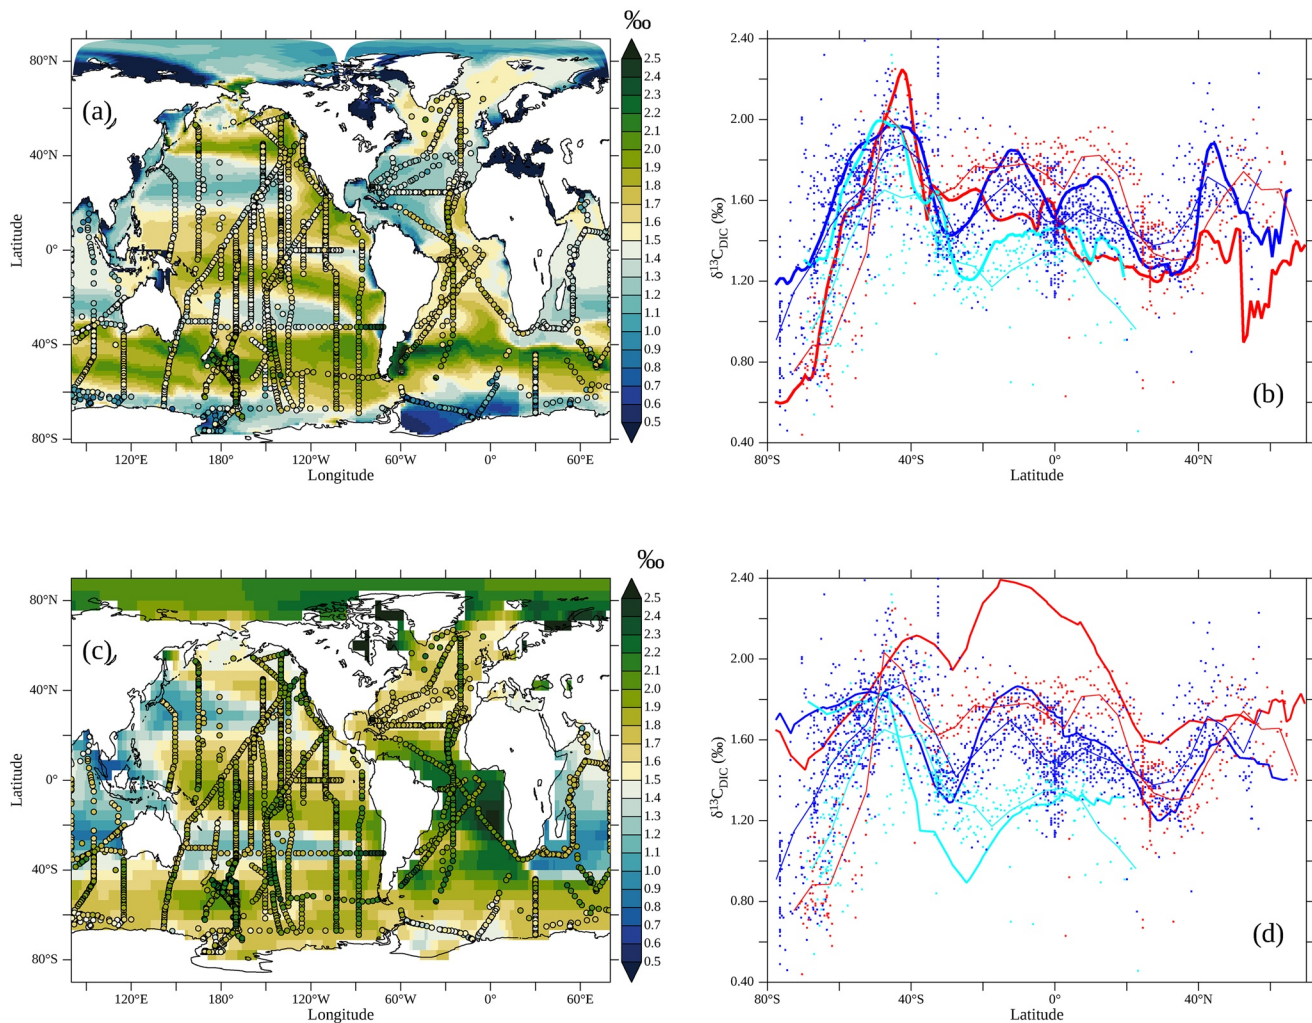 ‰
80°N
40°N
0°
40°S
80°S
Latitude
(a)
120°E
180°
120°W
60°W
0°
60°E
Longitude
2.5
2.4
2.3
2.2
2.1
2.0
1.9
1.8
1.7
1.6
1.5
1.4
1.3
1.2
1.1
1.0
0.9
0.8
0.7
0.6
0.5
2.40
2.00
1.60
1.20
0.80
0.40
δ¹³C_DIC (‰)
(b)
80°S
40°S
0°
40°N
Latitude
‰
80°N
40°N
0°
40°S
80°S
Latitude
(c)
120°E
180°
120°W
60°W
0°
60°E
Longitude
2.5
2.4
2.3
2.2
2.1
2.0
1.9
1.8
1.7
1.6
1.5
1.4
1.3
1.2
1.1
1.0
0.9
0.8
0.7
0.6
0.5
2.40
2.00
1.60
1.20
0.80
0.40
δ¹³C_DIC (‰)
(d)
80°S
40°S
0°
40°N
Latitude